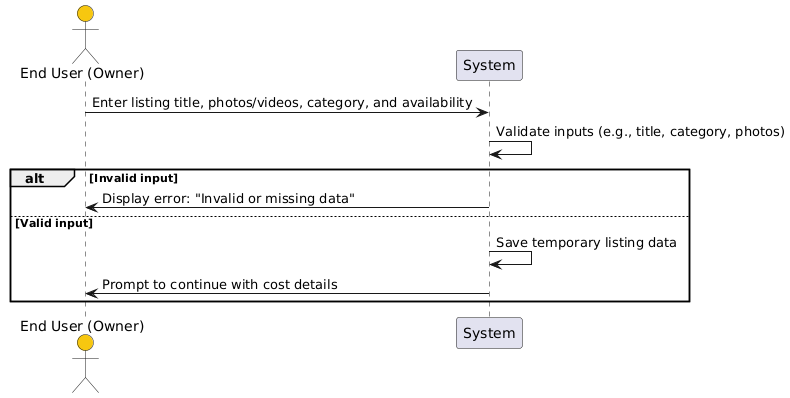 End User (Owner)
System
Enter listing title, photos/videos, category, and availability
Validate inputs (e.g., title, category, photos)
alt
[Invalid input]
Display error: "Invalid or missing data"
[Valid input]
Save temporary listing data
Prompt to continue with cost details
End User (Owner)
System